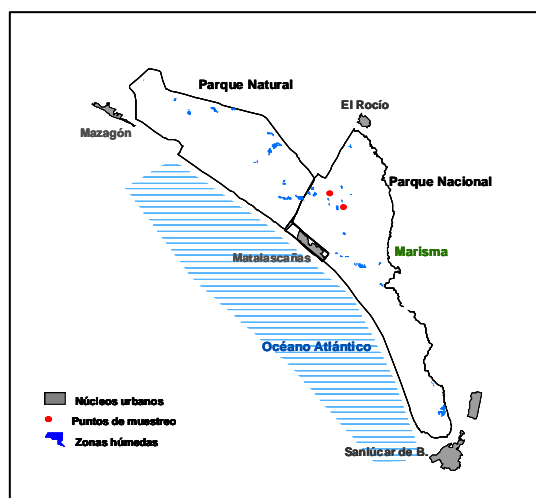 Parque Natural
El Rocío
Mazagón
Parque Nacional
Marisma
Matalascañas
Océano Atlántico
Núcleos urbanos
Puntos de muestreo
Zonas húmedas
Sanlúcar de B.